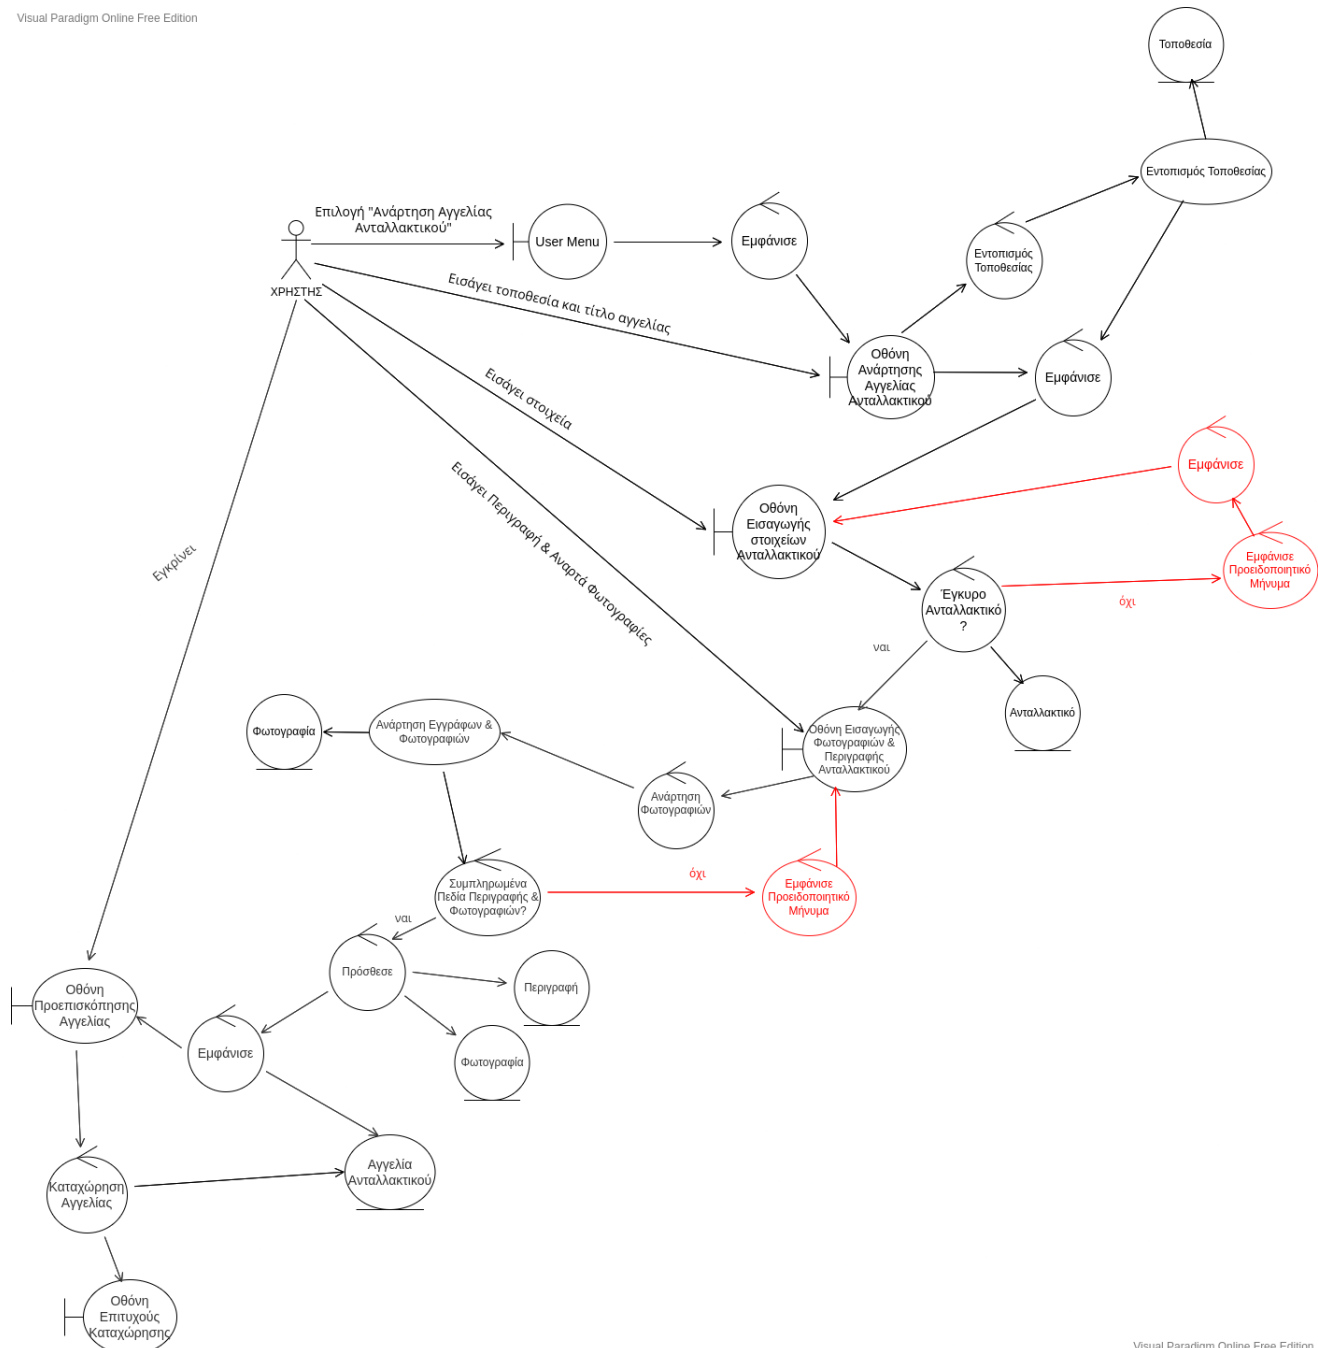 Visual Paradigm Online Free Edition
Τοποθεσία
Εντοπισμός Τοποθεσίας
Επιλογή "Ανάρτηση Αγγελίας
Ανταλλακτικού"
User Menu
Εμφάνισε
Εντοπισμός
Τοποθεσίας
ΧΡΗΣΤΗΣ
Εισάγει τοποθεσία και τίτλο αγγελίας
Οθόνη
Ανάρτησης
Αγγελίας
Ανταλλακτικού
Εμφάνισε
Εισάγει στοιχεία
Εισάγει Περιγραφή & Αναρτά Φωτογραφίες
Εμφάνισε
Οθόνη
Εισαγωγής
στοιχείων
Ανταλλακτικού
Εμφάνισε
Προειδοποιητικό
Μήνυμα
Εγκρίνει
Έγκυρο
Ανταλλακτικό
?
όχι
ναι
Ανταλλακτικό
Φωτογραφία
Ανάρτηση Εγγράφων &
Φωτογραφιών
Οθόνη Εισαγωγής
Φωτογραφιών &
Περιγραφής
Ανταλλακτικού
Ανάρτηση
Φωτογραφιών
Συμπληρωμένα
Πεδία Περιγραφής &
Φωτογραφιών?
όχι
Εμφάνισε
Προειδοποιητικό
Μήνυμα
ναι
Πρόσθεσε
Περιγραφή
Οθόνη
Προεπισκόπησης
Αγγελίας
Εμφάνισε
Φωτογραφία
Αγγελία
Ανταλλακτικού
Καταχώρηση
Αγγελίας
Οθόνη
Επιτυχούς
Καταχώρησης
Visual Paradigm Online Free Edition